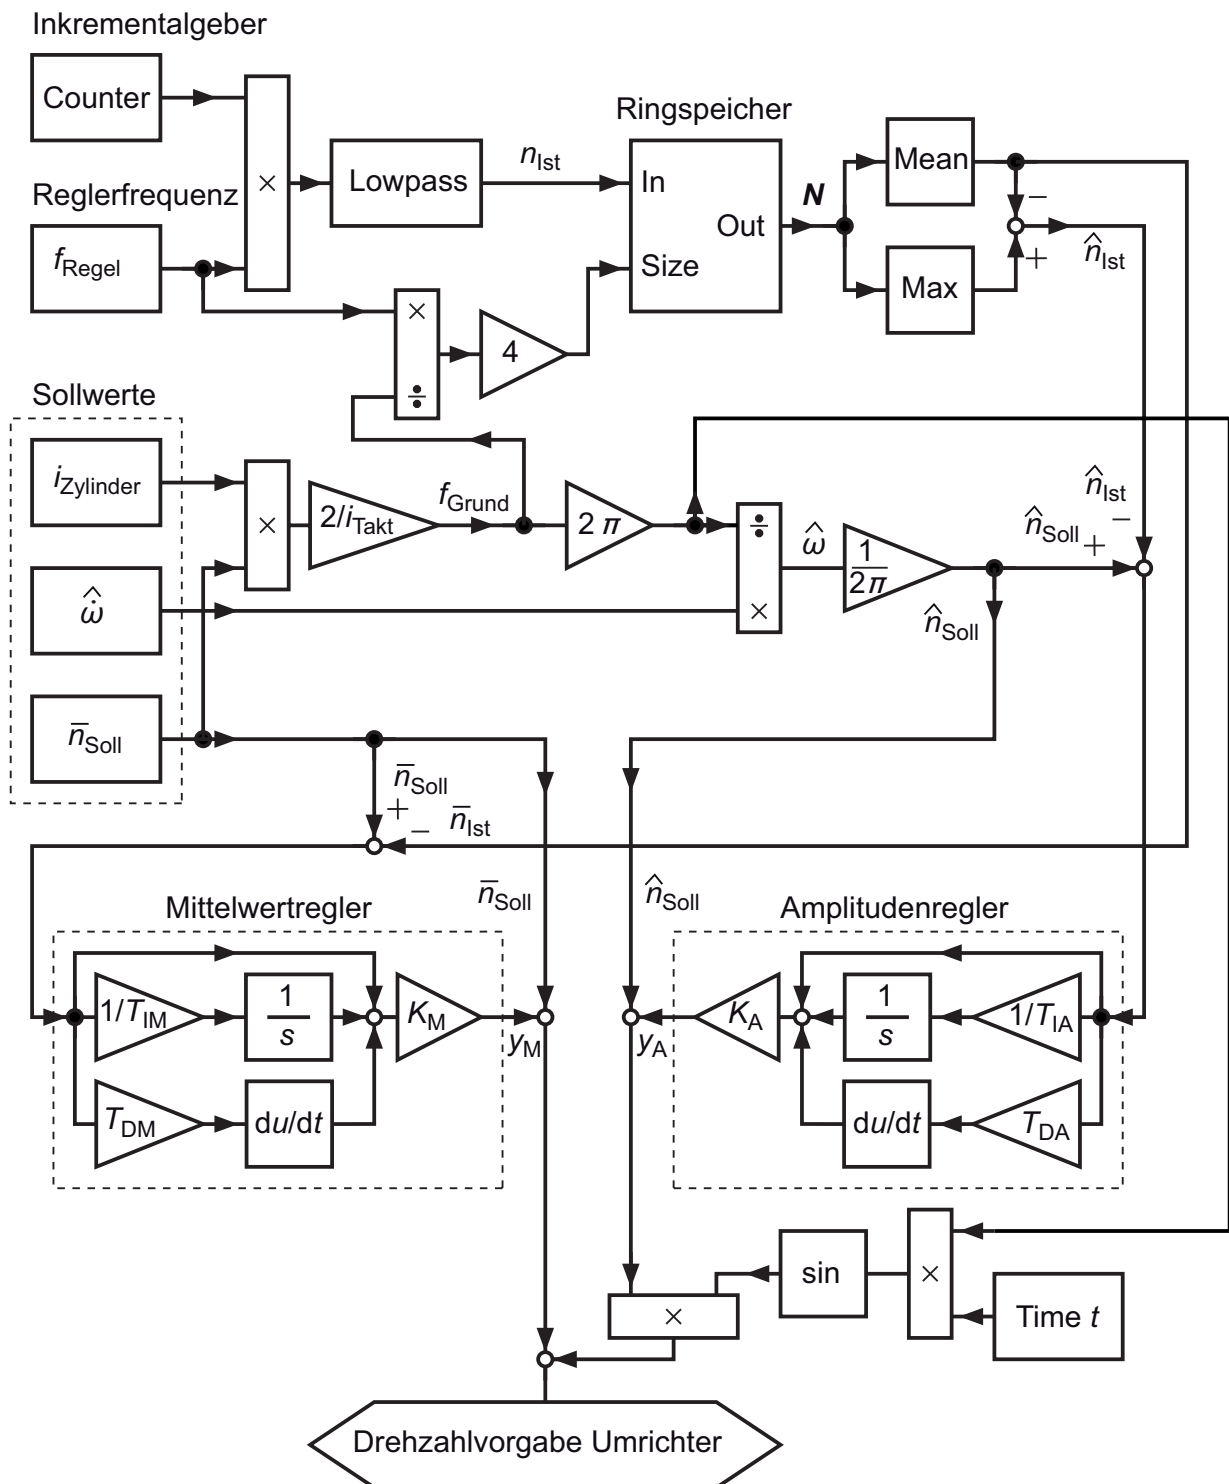 Inkrementalgeber
Counter
×
Lowpass
n_Ist
Reglerfrequenz
f_Regel
Ringspeicher
In
Out
Size
N
Mean
Max
−
+
n̂_Ist
×
÷
4
Sollwerte
i_Zylinder
×
2/i_Takt
f_Grund
2 π
÷
×
ω̂
1
2π
n̂_Soll
n̂_Ist
−
n̂_Soll
+
ω̇̂
n̄_Soll
n̄_Soll
+
−
n̄_Ist
n̄_Soll
n̂_Soll
Mittelwertregler
1/T_IM
1
s
K_M
y_M
T_DM
du/dt
Amplitudenregler
y_A
K_A
1
s
1/T_IA
du/dt
T_DA
×
sin
×
Time t
Drehzahlvorgabe Umrichter